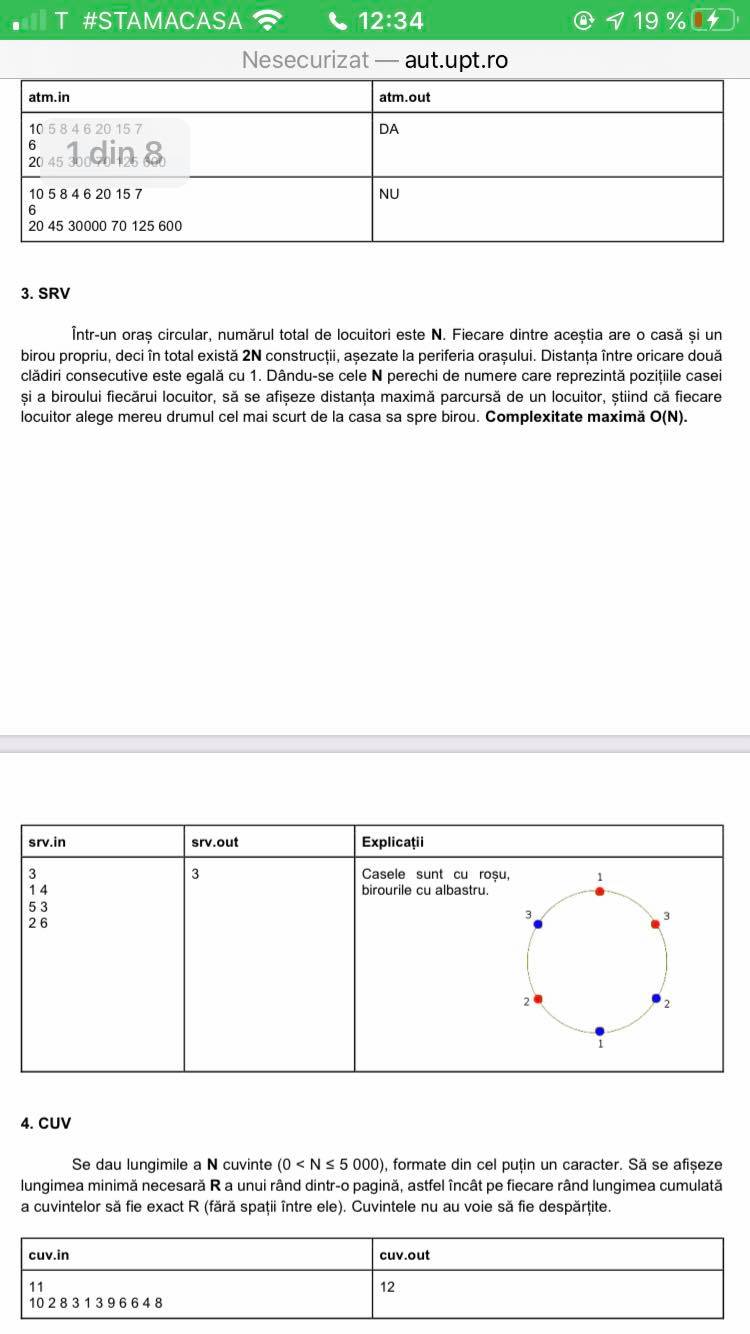 T #STAMACASA 12:34 19 %
Nesecurizat — aut.upt.ro
atm.in atm.out
10 5 8 4 6 20 15 7 DA
6
20 45 300 70 125 600
1 din 8
10 5 8 4 6 20 15 7 NU
6
20 45 30000 70 125 600
3. SRV
Într-un oraș circular, numărul total de locuitori este N. Fiecare dintre aceștia are o casă și un
birou propriu, deci în total există 2N construcții, așezate la periferia orașului. Distanța între oricare două
clădiri consecutive este egală cu 1. Dându-se cele N perechi de numere care reprezintă pozițiile casei
și a biroului fiecărui locuitor, să se afișeze distanța maximă parcursă de un locuitor, știind că fiecare
locuitor alege mereu drumul cel mai scurt de la casa sa spre birou. Complexitate maximă O(N).
srv.in srv.out Explicații
3 3 Casele sunt cu roșu,
1 4 birourile cu albastru.
5 3
2 6
1
3 3
2 2
1
4. CUV
Se dau lungimile a N cuvinte (0 < N ≤ 5 000), formate din cel puțin un caracter. Să se afișeze
lungimea minimă necesară R a unui rând dintr-o pagină, astfel încât pe fiecare rând lungimea cumulată
a cuvintelor să fie exact R (fără spații între ele). Cuvintele nu au voie să fie despărțite.
cuv.in cuv.out
11 12
10 2 8 3 1 3 9 6 6 4 8